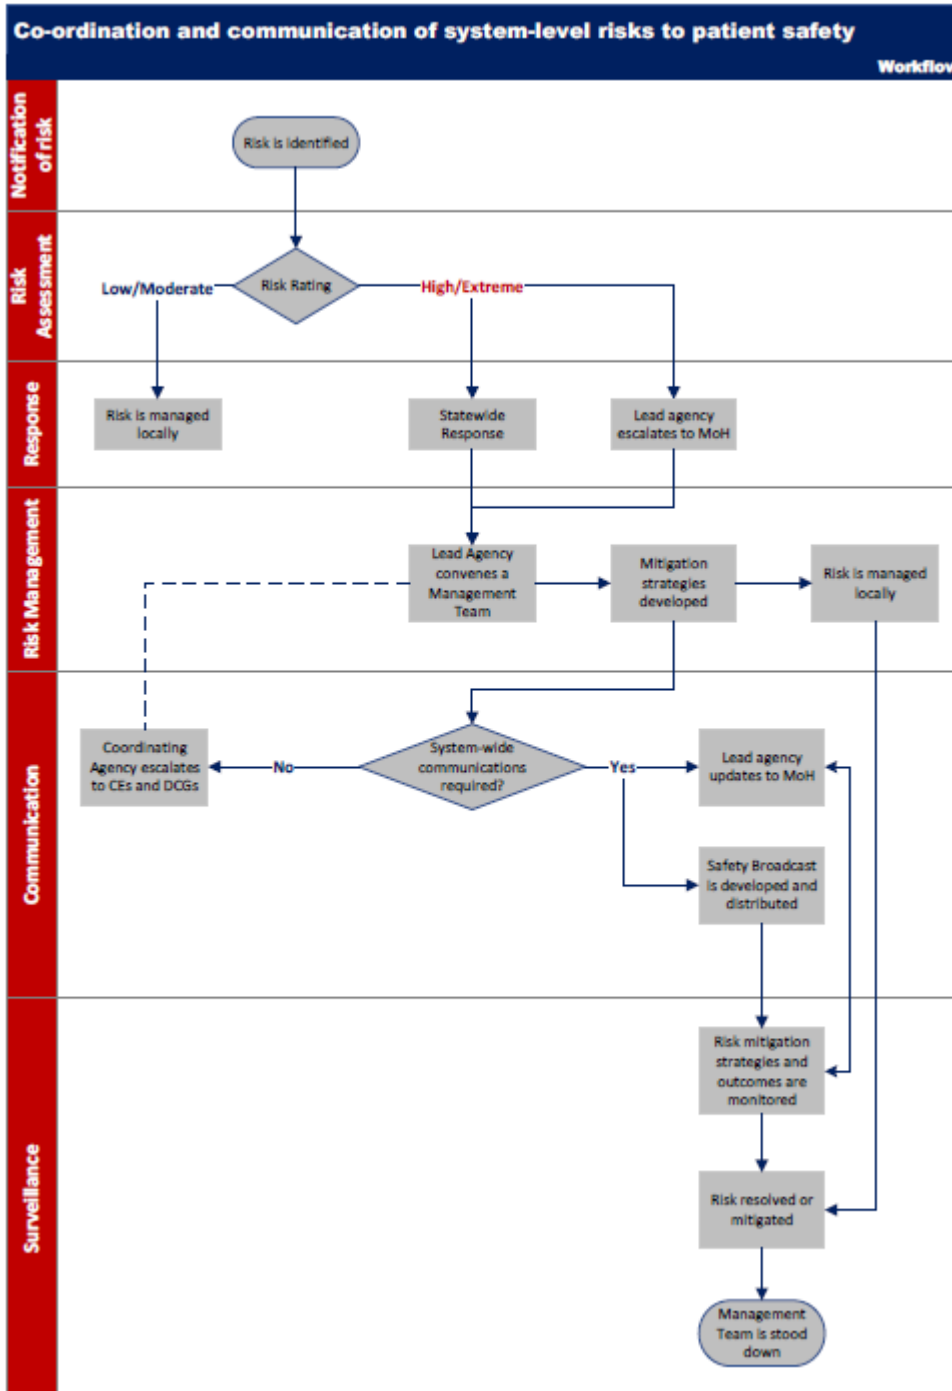 Co-ordination and communication of system-level risks to patient safety
Workflow
Notification
of risk
Risk is identified
Risk
Assessment
Low/Moderate
Risk Rating
High/Extreme
Response
Risk is managed
locally
Statewide
Response
Lead agency
escalates to MoH
Risk Management
Lead Agency
convenes a
Management
Team
Mitigation
strategies
developed
Risk is managed
locally
Communication
Coordinating
Agency escalates
to CEs and DCGs
No
System-wide
communications
required?
Yes
Lead agency
updates to MoH
Safety Broadcast
is developed and
distributed
Surveillance
Risk mitigation
strategies and
outcomes are
monitored
Risk resolved or
mitigated
Management
Team is stood
down